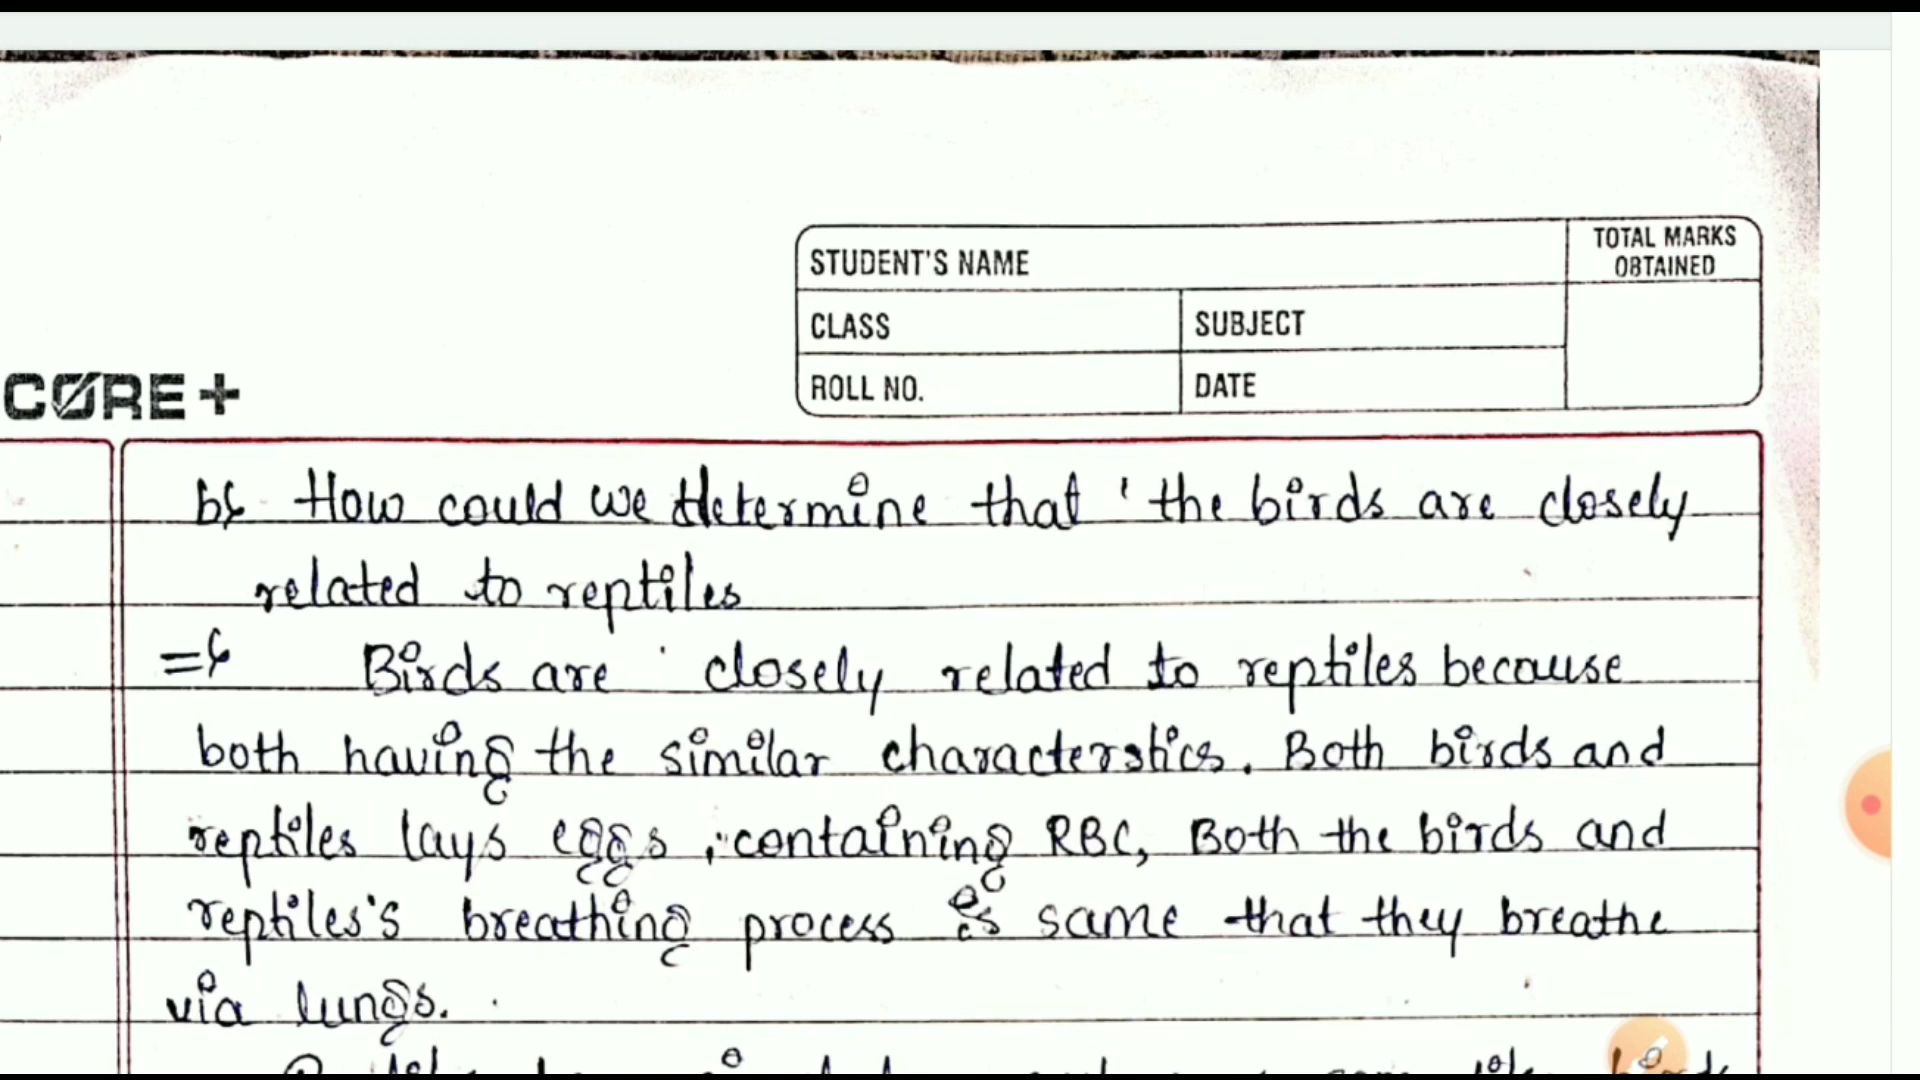 STUDENT'S NAME
TOTAL MARKS
OBTAINED
CLASS
SUBJECT
ROLL NO.
DATE
CORE+
b) How could we determine that the birds are closely
related to reptiles
=) Birds are closely related to reptiles because
both having the similar characterstics. Both birds and
reptiles lays eggs, containing RBC, Both the birds and
reptiles's breathing process is same that they breathe
via lungs.